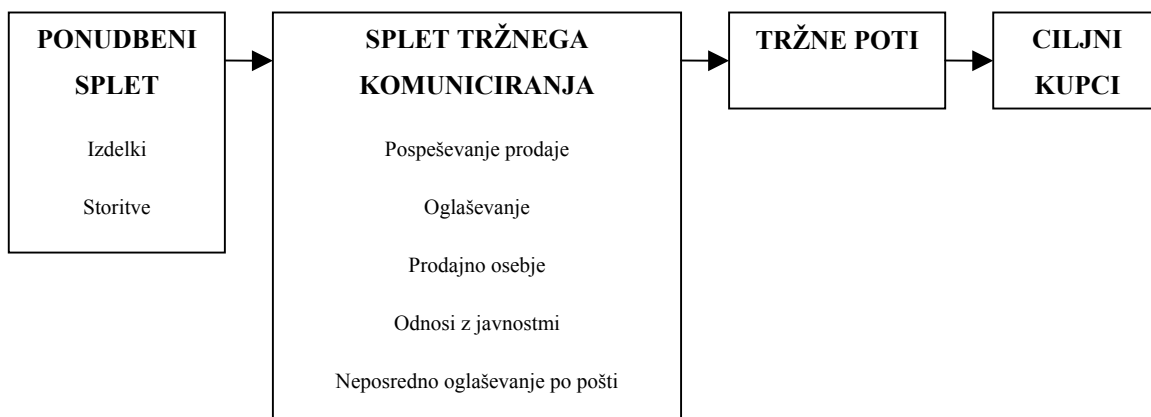 PONUDBENI
SPLET
Izdelki
Storitve
SPLET TRŽNEGA
KOMUNICIRANJA
Pospeševanje prodaje
Oglaševanje
Prodajno osebje
Odnosi z javnostmi
Neposredno oglaševanje po pošti
TRŽNE POTI
CILJNI
KUPCI